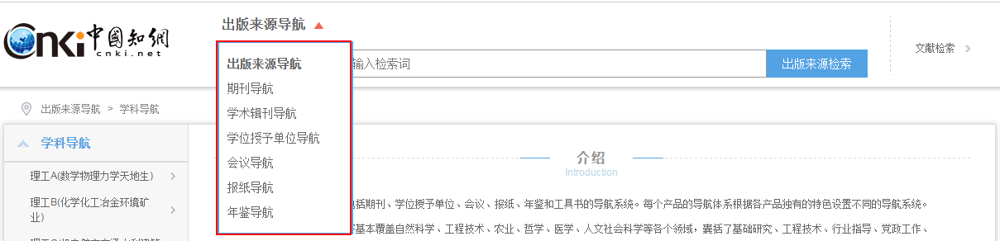 出版来源导航
Cnki中國知網
cnki.net
出版来源导航
期刊导航
学术辑刊导航
学位授予单位导航
会议导航
报纸导航
年鉴导航
输入检索词
出版来源检索
文献检索
出版来源导航 > 学科导航
学科导航
理工A(数学物理力学天地生)
理工B(化学化工冶金环境矿
业)
介绍
Introduction
括期刊、学位授予单位、会议、报纸、年鉴和工具书的导航系统。每个产品的导航体系根据各产品独有的特色设置不同的导航系统。
基本覆盖自然科学、工程技术、农业、哲学、医学、人文社会科学等各个领域，囊括了基础研究、工程技术、行业指导、党政工作、